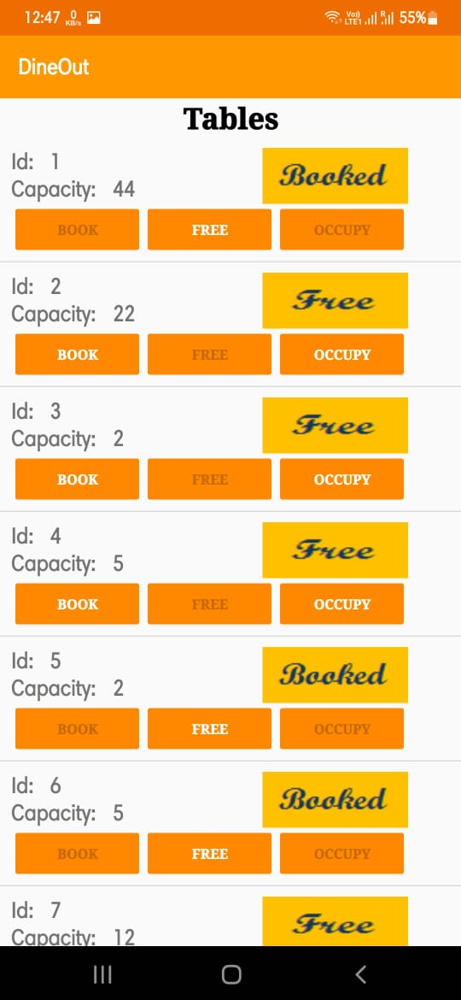 12:47 0 KB/s Vo)) LTE1 R 55%
DineOut
Tables
Id: 1
Booked
Capacity: 44
BOOK FREE OCCUPY
Id: 2
Free
Capacity: 22
BOOK FREE OCCUPY
Id: 3
Free
Capacity: 2
BOOK FREE OCCUPY
Id: 4
Free
Capacity: 5
BOOK FREE OCCUPY
Id: 5
Booked
Capacity: 2
BOOK FREE OCCUPY
Id: 6
Booked
Capacity: 5
BOOK FREE OCCUPY
Id: 7
Free
Capacity: 12